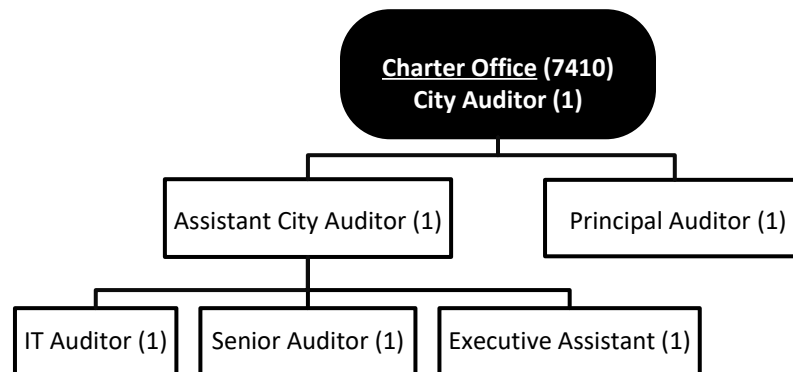 Charter Office (7410)
City Auditor (1)
Assistant City Auditor (1)
Principal Auditor (1)
IT Auditor (1)
Senior Auditor (1)
Executive Assistant (1)